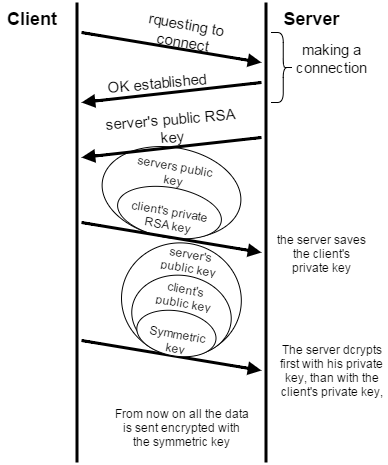 Client
Server
rquesting to
connect
making a
connection
OK established
server's public RSA
key
servers public
key
client's private
RSA key
the server saves
the client's
private key
server's
public key
client's
public key
Symmetric
key
The server dcrypts
first with his private
key, than with the
client's private key,
From now on all the data
is sent encrypted with
the symmetric key